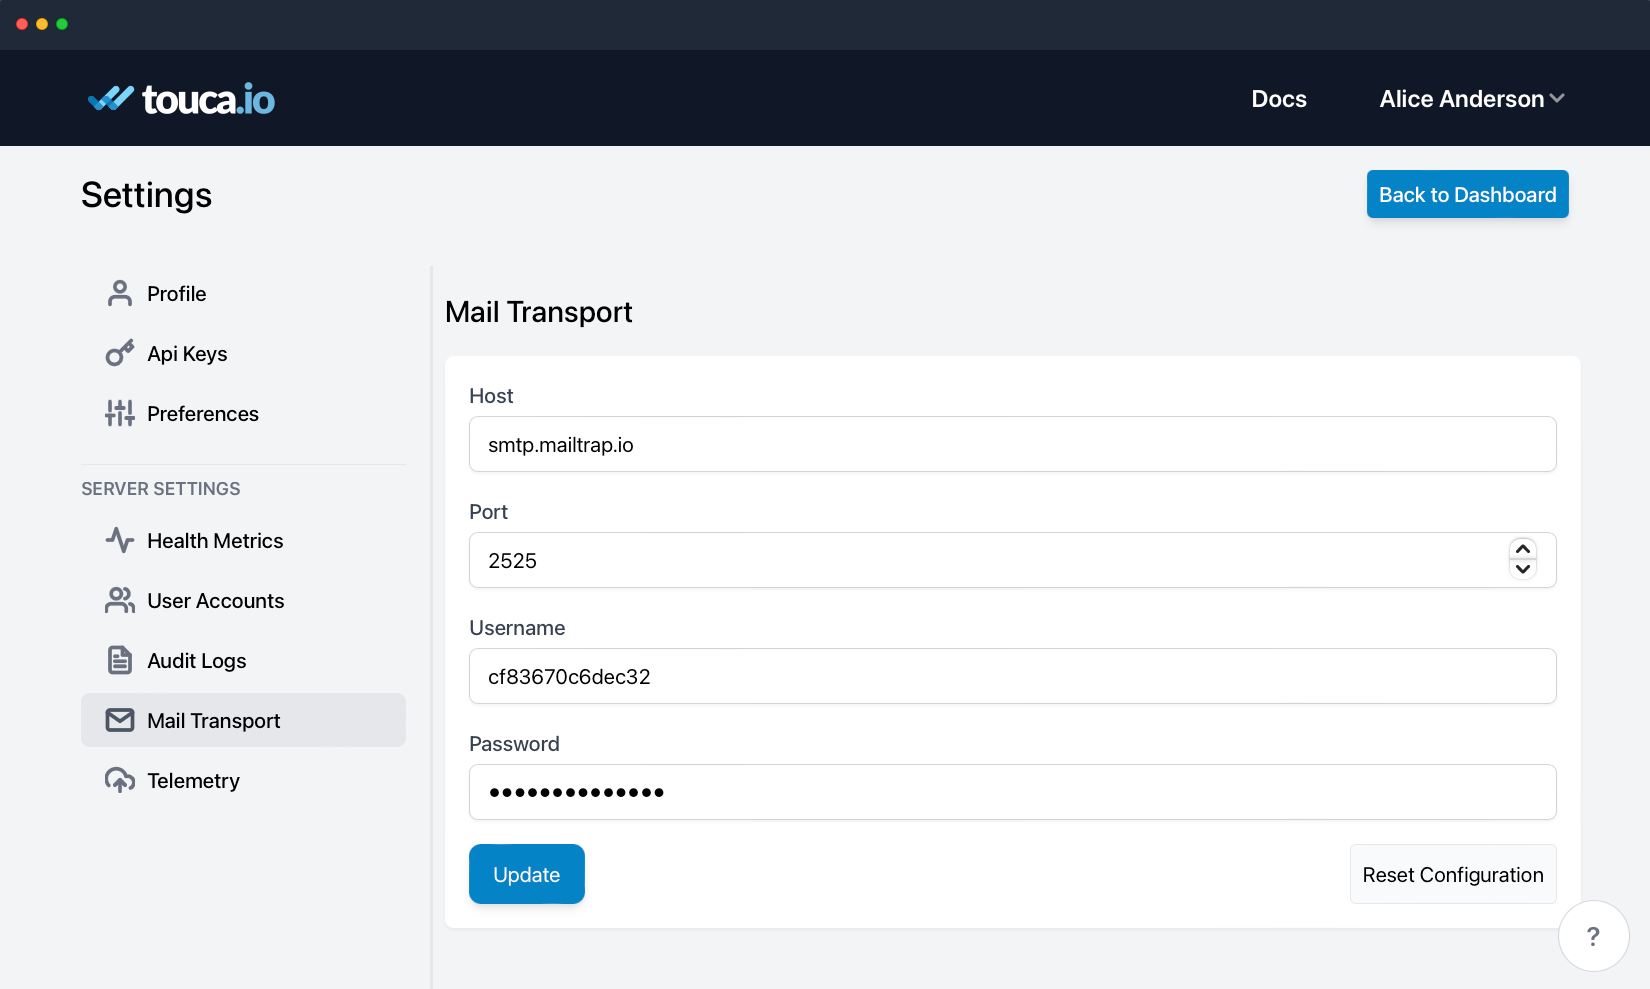 touca.io
Docs
Alice Anderson
Settings
Back to Dashboard
Profile
Api Keys
Preferences
SERVER SETTINGS
Health Metrics
User Accounts
Audit Logs
Mail Transport
Telemetry
Mail Transport
Host
smtp.mailtrap.io
Port
2525
Username
cf83670c6dec32
Password
••••••••••••••
Update
Reset Configuration
?